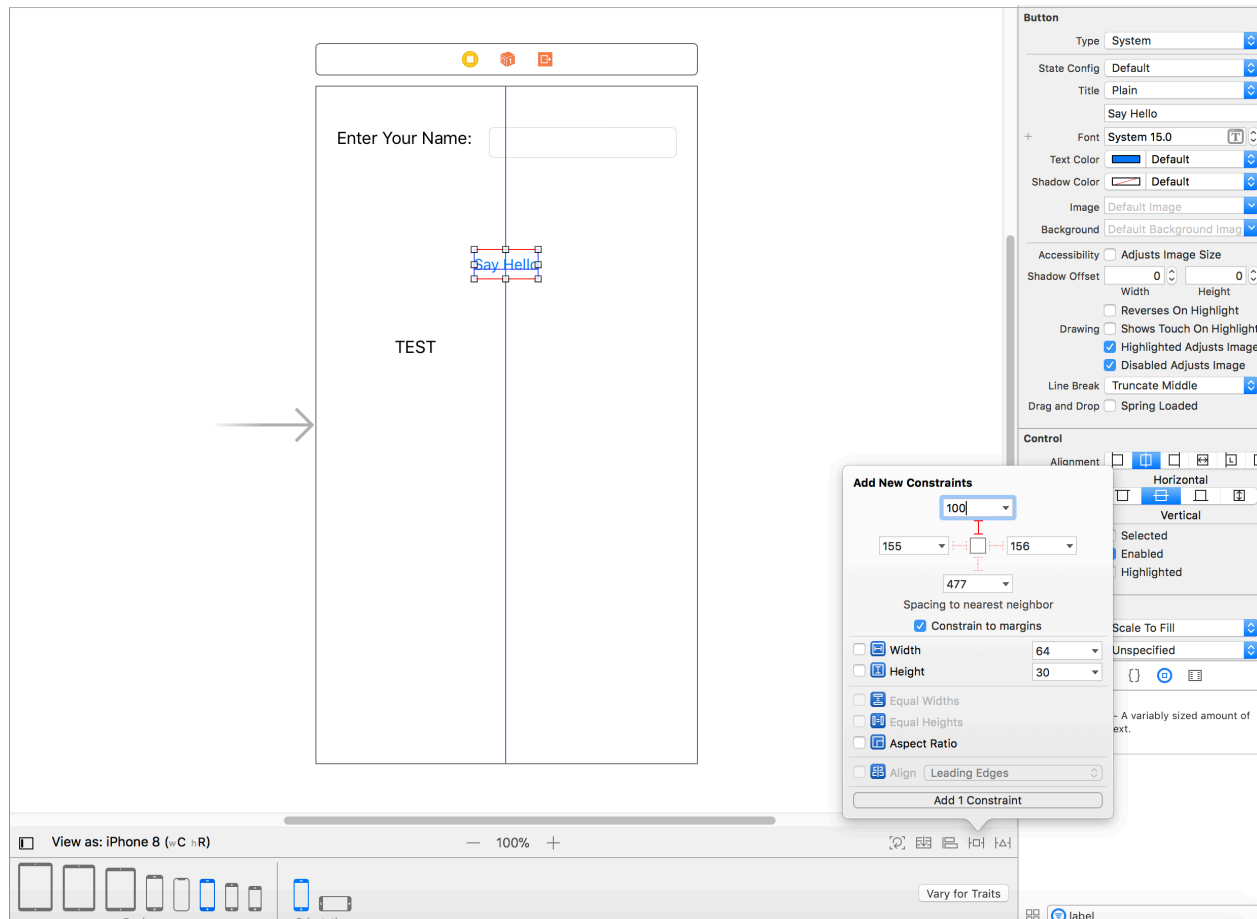 Button
Type System
State Config Default
Title Plain
Say Hello
Font System 15.0 T
Text Color Default
Shadow Color Default
Image Default Image
Background Default Background Imag
Accessibility Adjusts Image Size
Shadow Offset 0 0
Width Height
Reverses On Highlight
Drawing Shows Touch On Highlight
Highlighted Adjusts Image
Disabled Adjusts Image
Line Break Truncate Middle
Drag and Drop Spring Loaded
Control
Alignment
Horizontal
Vertical
Selected
Enabled
Highlighted
Scale To Fill
Unspecified
{}
- A variably sized amount of
ext.
label
Enter Your Name:
Say Hello
TEST
Add New Constraints
100
155 156
477
Spacing to nearest neighbor
Constrain to margins
Width 64
Height 30
Equal Widths
Equal Heights
Aspect Ratio
Align Leading Edges
Add 1 Constraint
View as: iPhone 8 (wC hR)
— 100% +
Vary for Traits